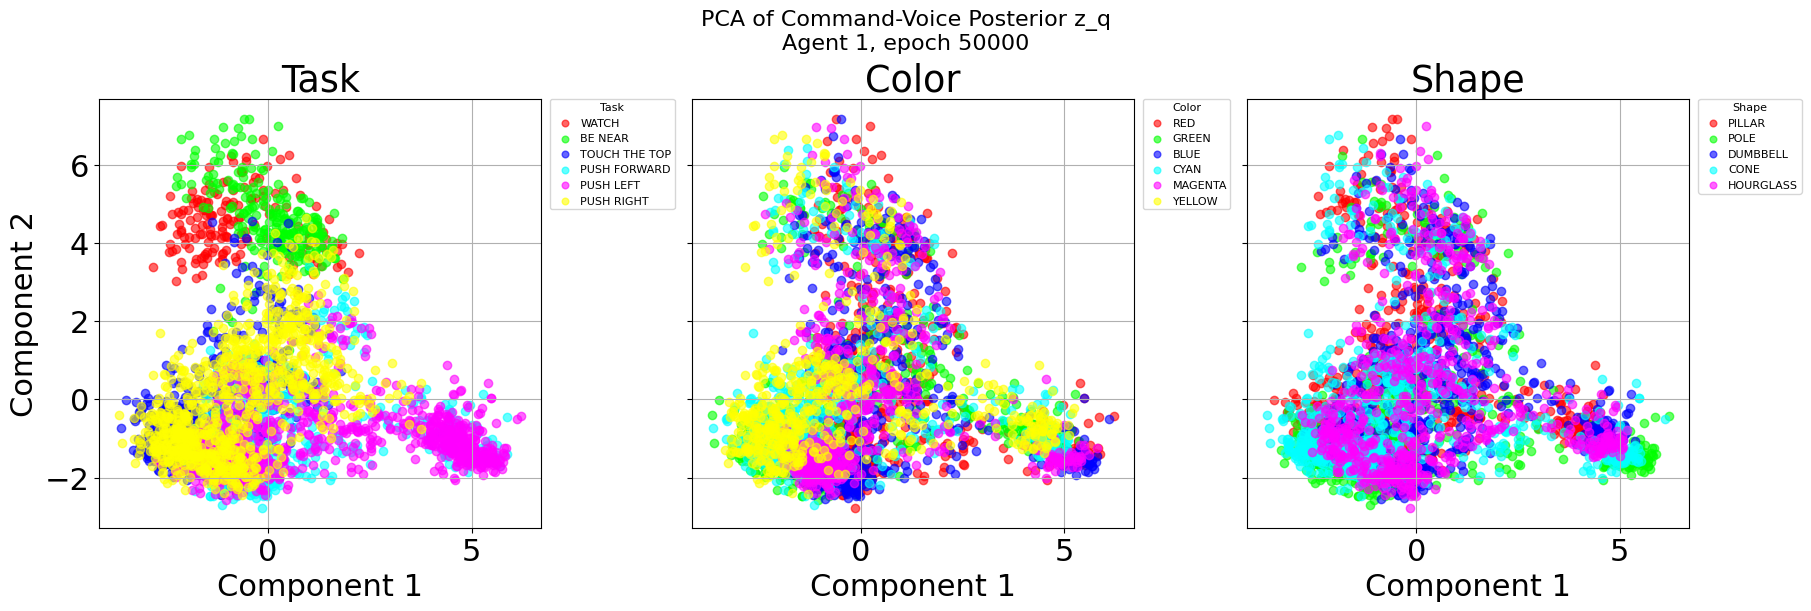 PCA of Command-Voice Posterior z_q
Agent 1, epoch 50000
Task
Component 2
6
4
2
0
−2
0 5
Component 1
Task
WATCH
BE NEAR
TOUCH THE TOP
PUSH FORWARD
PUSH LEFT
PUSH RIGHT
Color
0 5
Component 1
Color
RED
GREEN
BLUE
CYAN
MAGENTA
YELLOW
Shape
0 5
Component 1
Shape
PILLAR
POLE
DUMBBELL
CONE
HOURGLASS